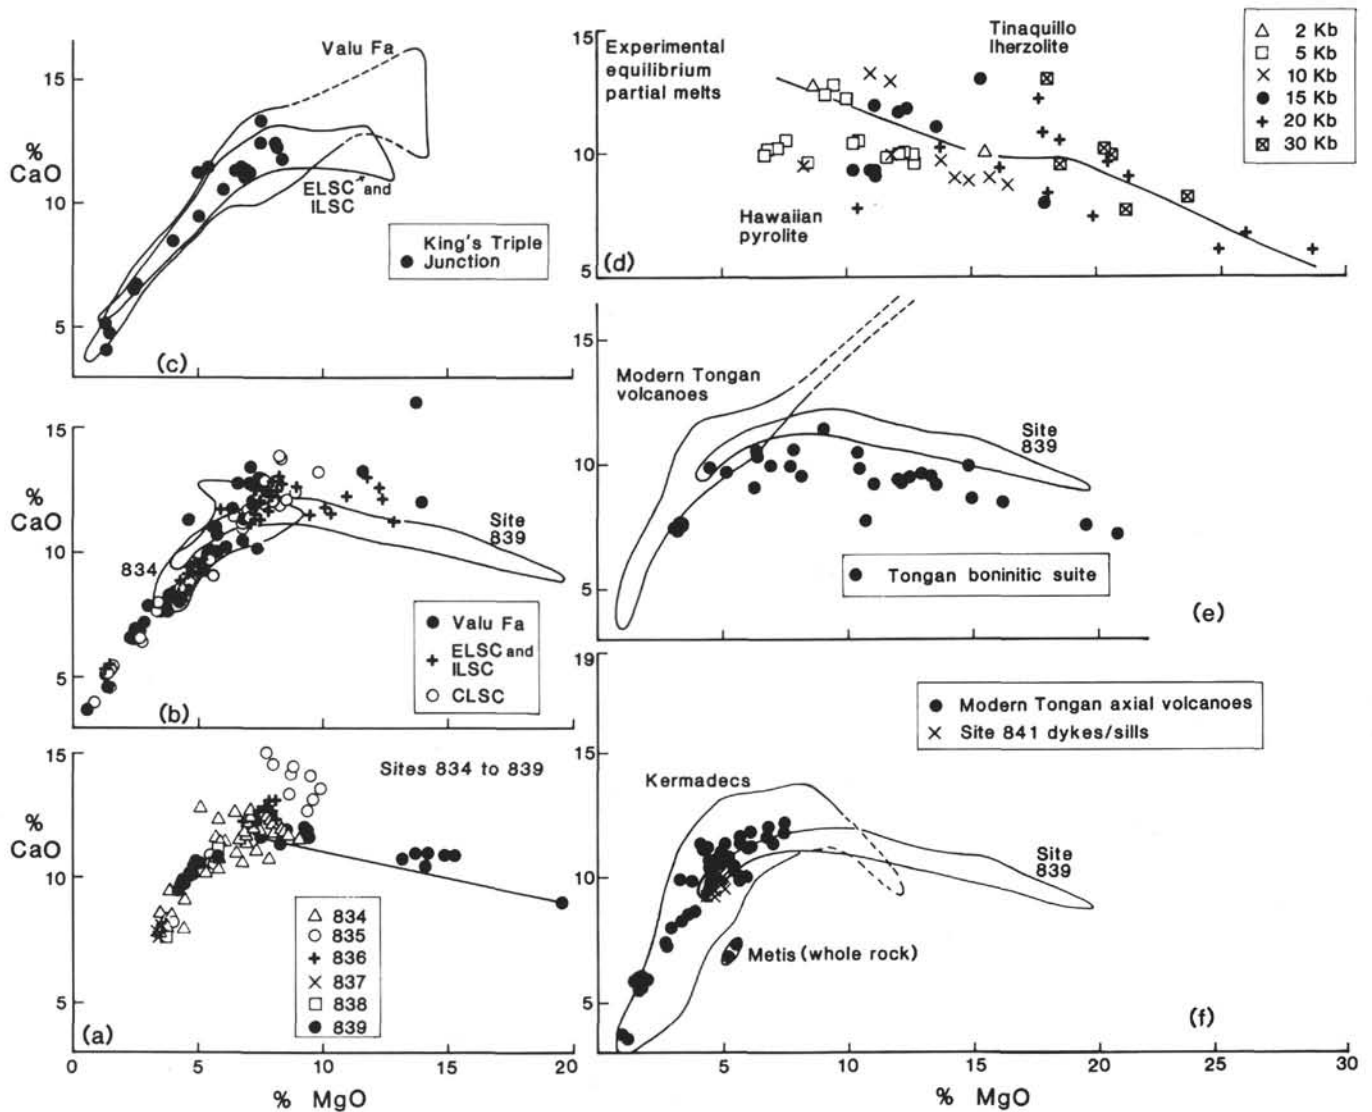 Valu Fa
15
%
CaO
10
5
ELSC and
ILSC
King's Triple
Junction
(c)
15
%
CaO
10
5
834
Site
839
Valu Fa
ELSC and
ILSC
CLSC
(b)
15
%
CaO
10
5
Sites 834 to 839
834
835
836
837
838
839
(a)
0
5
10
15
20
% MgO
15
10
5
Experimental
equilibrium
partial melts
Tinaquillo
lherzolite
Hawaiian
pyrolite
2 Kb
5 Kb
10 Kb
15 Kb
20 Kb
30 Kb
(d)
15
10
5
Modern Tongan
volcanoes
Site
839
Tongan boninitic suite
(e)
19
15
10
5
Modern Tongan axial volcanoes
Site 841 dykes/sills
Kermadecs
Site
839
Metis (whole rock)
(f)
5
10
15
20
25
30
% MgO